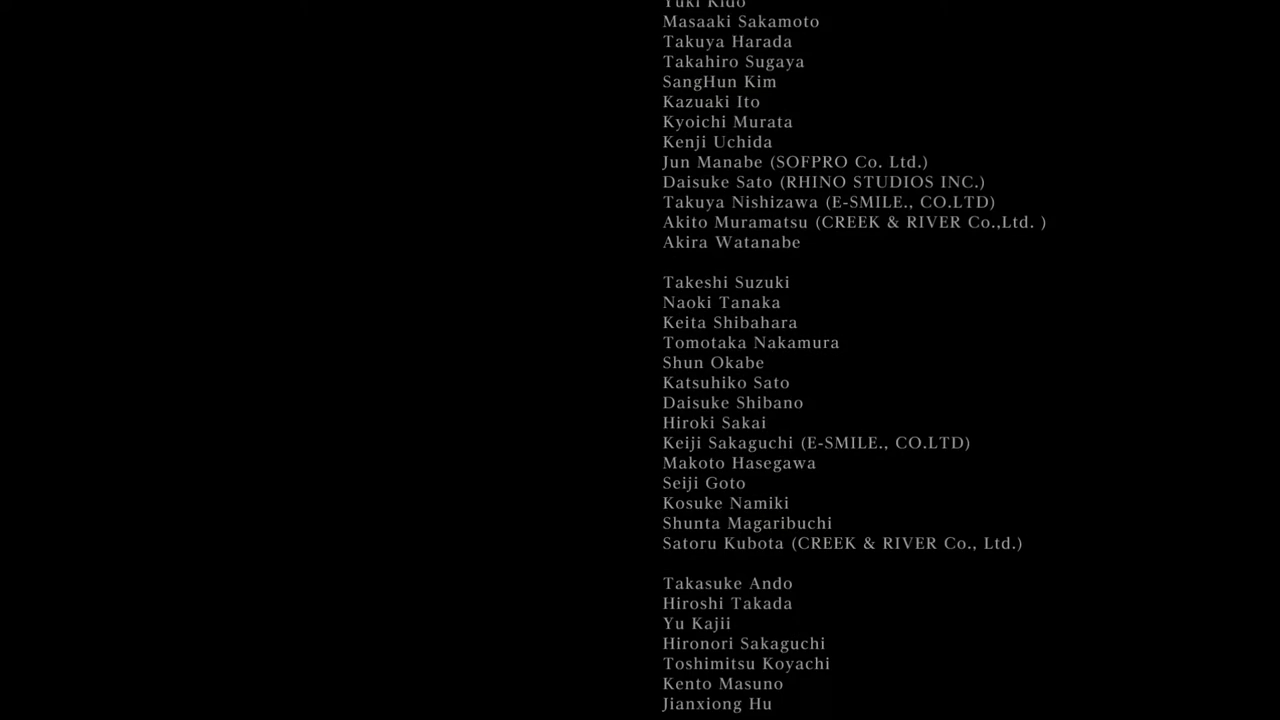 Yuki Kido
Masaaki Sakamoto
Takuya Harada
Takahiro Sugaya
SangHun Kim
Kazuaki Ito
Kyoichi Murata
Kenji Uchida
Jun Manabe (SOFPRO Co. Ltd.)
Daisuke Sato (RHINO STUDIOS INC.)
Takuya Nishizawa (E-SMILE., CO.LTD)
Akito Muramatsu (CREEK & RIVER Co.,Ltd. )
Akira Watanabe
Takeshi Suzuki
Naoki Tanaka
Keita Shibahara
Tomotaka Nakamura
Shun Okabe
Katsuhiko Sato
Daisuke Shibano
Hiroki Sakai
Keiji Sakaguchi (E-SMILE., CO.LTD)
Makoto Hasegawa
Seiji Goto
Kosuke Namiki
Shunta Magaribuchi
Satoru Kubota (CREEK & RIVER Co., Ltd.)
Takasuke Ando
Hiroshi Takada
Yu Kajii
Hironori Sakaguchi
Toshimitsu Koyachi
Kento Masuno
Jianxiong Hu